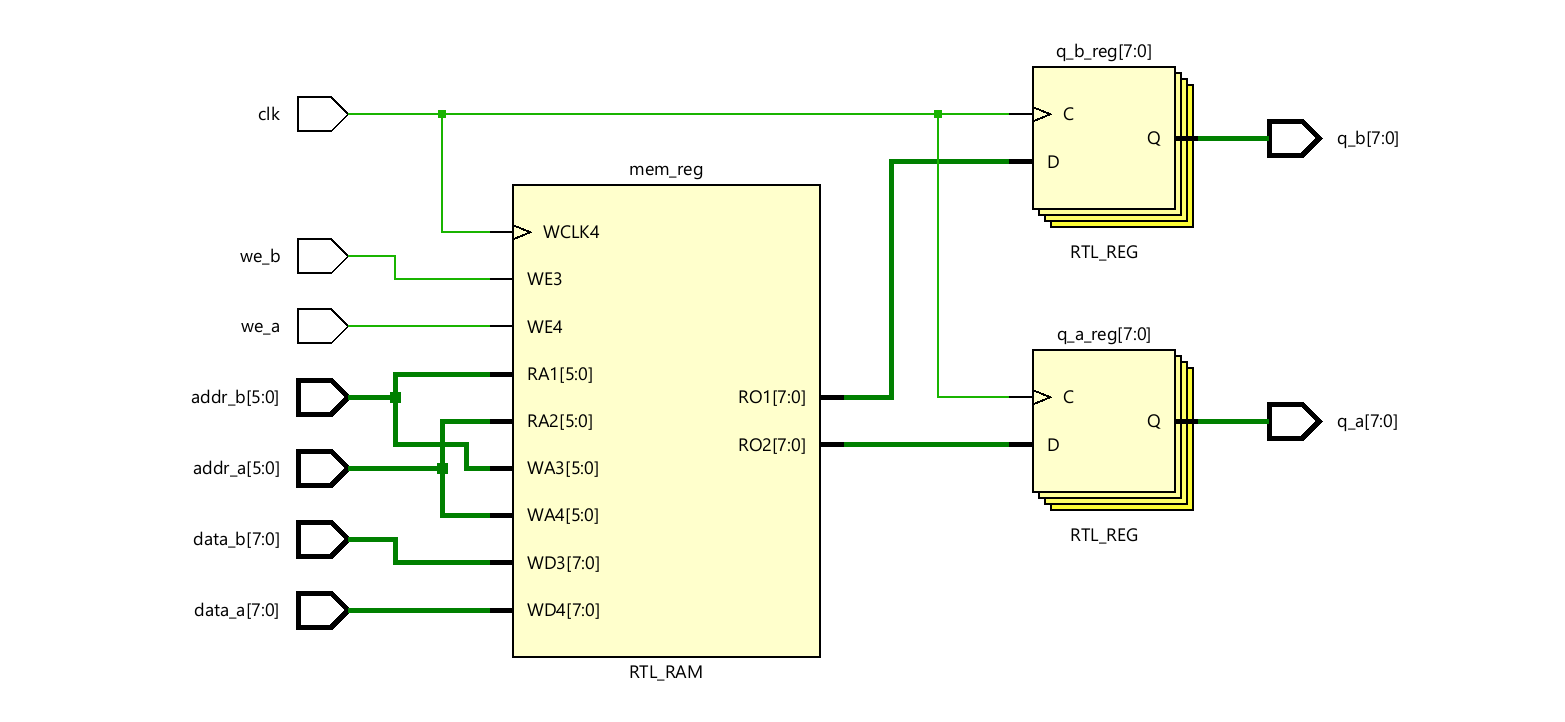 clk
we_b
we_a
addr_b[5:0]
addr_a[5:0]
data_b[7:0]
data_a[7:0]
mem_reg
WCLK4
WE3
WE4
RA1[5:0]
RA2[5:0]
WA3[5:0]
WA4[5:0]
WD3[7:0]
WD4[7:0]
RO1[7:0]
RO2[7:0]
RTL_RAM
q_b_reg[7:0]
C
Q
D
RTL_REG
q_b[7:0]
q_a_reg[7:0]
C
Q
D
RTL_REG
q_a[7:0]